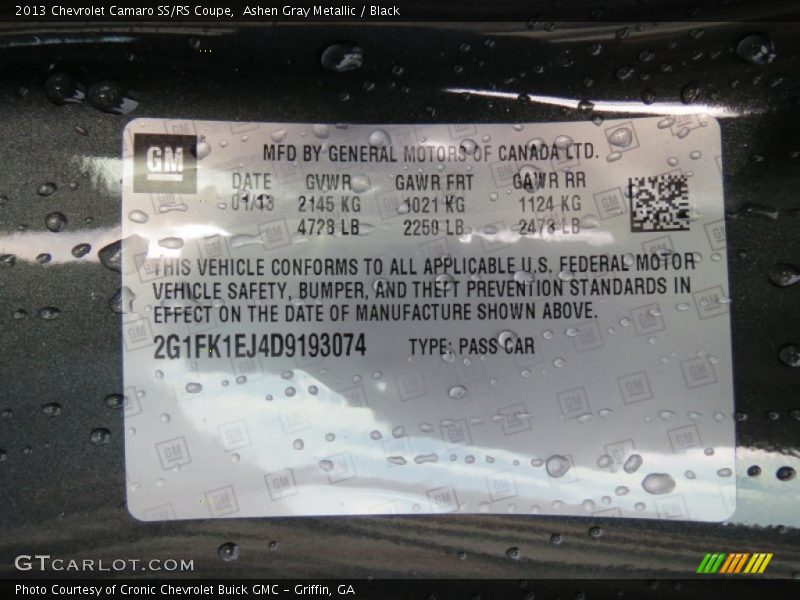 2013 Chevrolet Camaro SS/RS Coupe,  Ashen Gray Metallic / Black
GM
MFD BY GENERAL MOTORS OF CANADA LTD.
DATE GVWR GAWR FRT GAWR RR
01/13 2145 KG 1021 KG 1124 KG
4728 LB 2250 LB 2478 LB
THIS VEHICLE CONFORMS TO ALL APPLICABLE U.S. FEDERAL MOTOR
VEHICLE SAFETY, BUMPER, AND THEFT PREVENTION STANDARDS IN
EFFECT ON THE DATE OF MANUFACTURE SHOWN ABOVE.
2G1FK1EJ4D9193074 TYPE: PASS CAR
GTCARLOT.COM
Photo Courtesy of Cronic Chevrolet Buick GMC – Griffin, GA